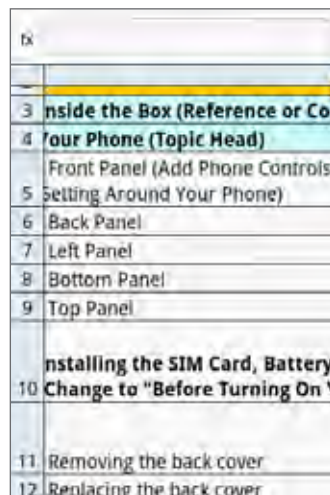 fx
3 nside the Box (Reference or Co
4 Your Phone (Topic Head)
Front Panel (Add Phone Controls
5 Setting Around Your Phone)
6 Back Panel
7 Left Panel
8 Bottom Panel
9 Top Panel
nstalling the SIM Card, Battery
10 Change to "Before Turning On Y
11 Removing the back cover
12 Replacing the back cover